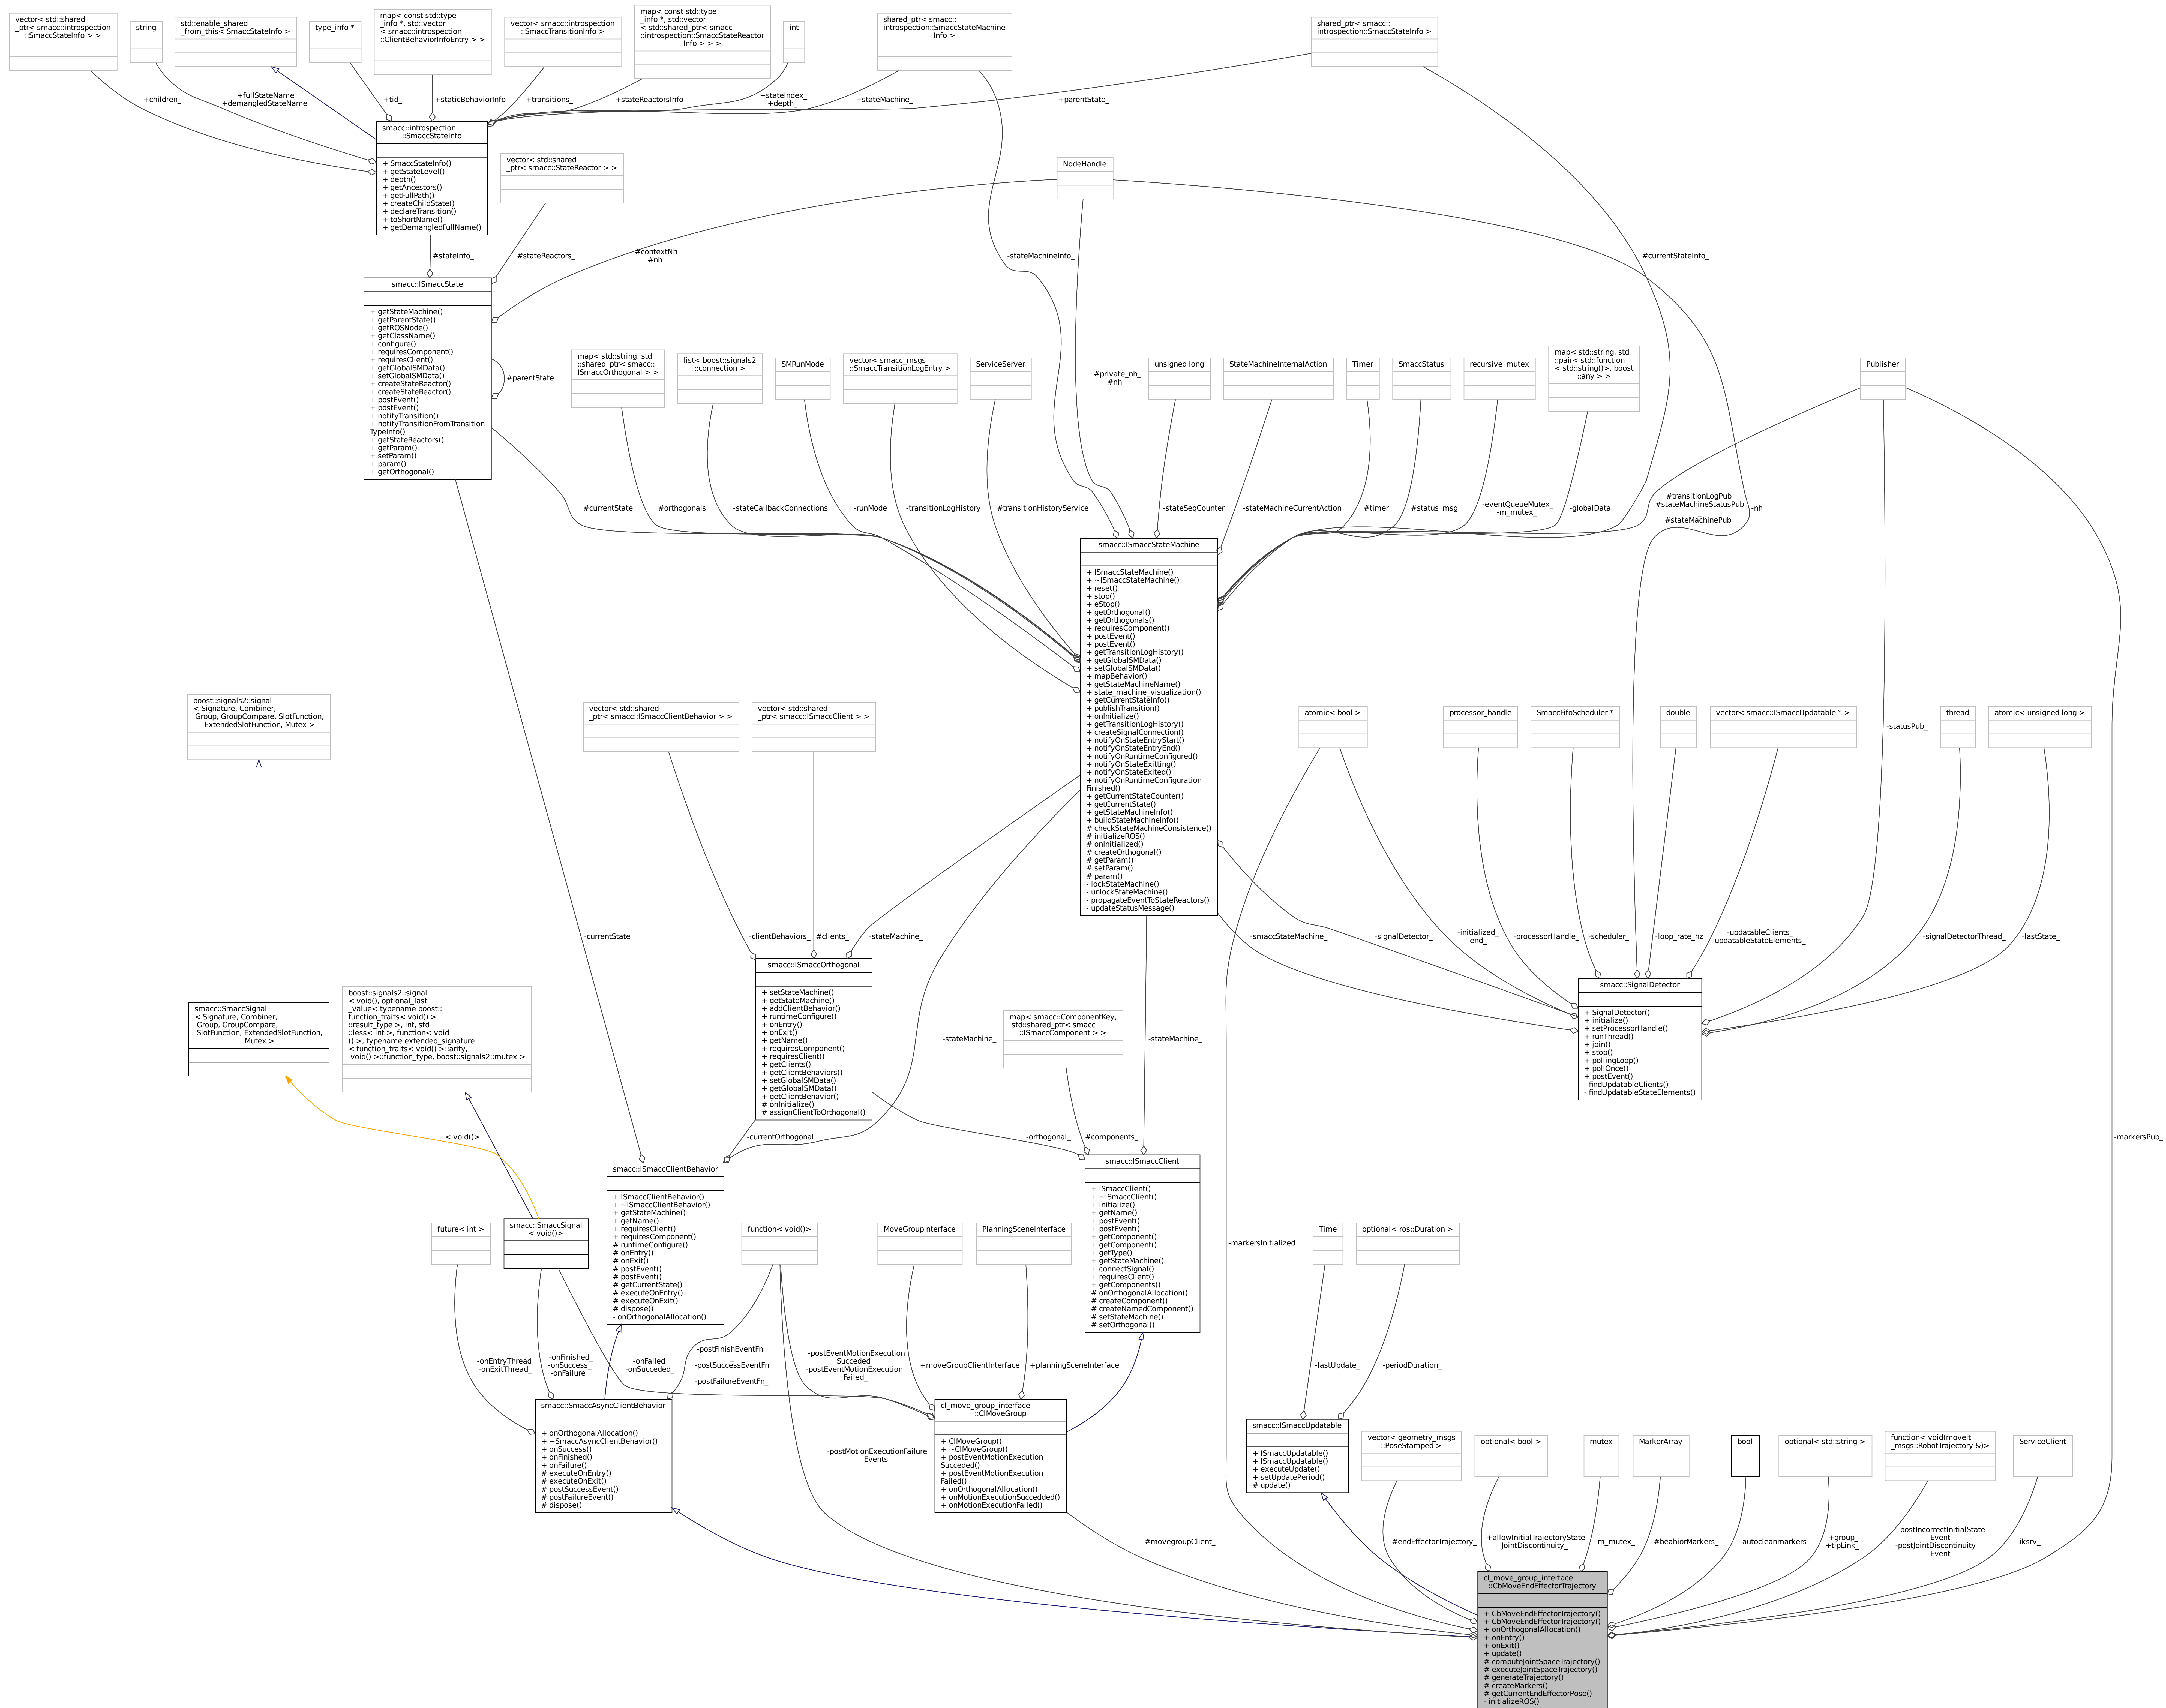 vector< std::shared
_ptr< smacc::introspection
::SmaccStateInfo > >
string
std::enable_shared
_from_this< SmaccStateInfo >
type_info *
map< const std::type
_info *, std::vector
< smacc::introspection
::ClientBehaviorInfoEntry > >
vector< smacc::introspection
::SmaccTransitionInfo >
map< const std::type
_info *, std::vector
< std::shared_ptr< smacc
::introspection::SmaccStateReactor
Info > > >
int
shared_ptr< smacc::
introspection::SmaccStateMachine
Info >
shared_ptr< smacc::
introspection::SmaccStateInfo >
+children_
+fullStateName
+demangledStateName
+tid_
+staticBehaviorInfo
+transitions_
+stateReactorsInfo
+stateIndex_
+depth_
+stateMachine_
+parentState_
smacc::introspection
::SmaccStateInfo
+ SmaccStateInfo()
+ getStateLevel()
+ depth()
+ getAncestors()
+ getFullPath()
+ createChildState()
+ declareTransition()
+ toShortName()
+ getDemangledFullName()
vector< std::shared
_ptr< smacc::StateReactor > >
NodeHandle
#stateInfo_
#stateReactors_
#contextNh
#nh
-stateMachineInfo_
#currentStateInfo_
smacc::ISmaccState
+ getStateMachine()
+ getParentState()
+ getROSNode()
+ getClassName()
+ configure()
+ requiresComponent()
+ requiresClient()
+ getGlobalSMData()
+ setGlobalSMData()
+ createStateReactor()
+ createStateReactor()
+ postEvent()
+ postEvent()
+ notifyTransition()
+ notifyTransitionFromTransition
TypeInfo()
+ getStateReactors()
+ getParam()
+ setParam()
+ param()
+ getOrthogonal()
#parentState_
map< std::string, std
::shared_ptr< smacc::
ISmaccOrthogonal > >
list< boost::signals2
::connection >
SMRunMode
vector< smacc_msgs
::SmaccTransitionLogEntry >
ServiceServer
#private_nh_
#nh_
unsigned long
StateMachineInternalAction
Timer
SmaccStatus
recursive_mutex
map< std::string, std
::pair< std::function
< std::string()>, boost
::any > >
Publisher
#currentState_
#orthogonals_
-stateCallbackConnections
-runMode_
-transitionLogHistory_
#transitionHistoryService_
-stateSeqCounter_
-stateMachineCurrentAction
#timer_
#status_msg_
-eventQueueMutex_
-m_mutex_
-globalData_
#transitionLogPub_
#stateMachineStatusPub
_
#stateMachinePub_
-nh_
smacc::ISmaccStateMachine
+ ISmaccStateMachine()
+ ~ISmaccStateMachine()
+ reset()
+ stop()
+ eStop()
+ getOrthogonal()
+ getOrthogonals()
+ requiresComponent()
+ postEvent()
+ postEvent()
+ getTransitionLogHistory()
+ getGlobalSMData()
+ setGlobalSMData()
+ mapBehavior()
+ getStateMachineName()
+ state_machine_visualization()
+ getCurrentStateInfo()
+ publishTransition()
+ onInitialize()
+ getTransitionLogHistory()
+ createSignalConnection()
+ notifyOnStateEntryStart()
+ notifyOnStateEntryEnd()
+ notifyOnRuntimeConfigured()
+ notifyOnStateExitting()
+ notifyOnStateExited()
+ notifyOnRuntimeConfiguration
Finished()
+ getCurrentStateCounter()
+ getCurrentState()
+ getStateMachineInfo()
+ buildStateMachineInfo()
# checkStateMachineConsistence()
# initializeROS()
# onInitialized()
# createOrthogonal()
# getParam()
# setParam()
# param()
- lockStateMachine()
- unlockStateMachine()
- propagateEventToStateReactors()
- updateStatusMessage()
boost::signals2::signal
< Signature, Combiner,
Group, GroupCompare, SlotFunction,
ExtendedSlotFunction, Mutex >
vector< std::shared
_ptr< smacc::ISmaccClientBehavior > >
vector< std::shared
_ptr< smacc::ISmaccClient > >
atomic< bool >
processor_handle
SmaccFifoScheduler *
double
vector< smacc::ISmaccUpdatable * >
thread
atomic< unsigned long >
-statusPub_
-currentState
-clientBehaviors_
#clients_
-stateMachine_
-smaccStateMachine_
-signalDetector_
-initialized_
-end_
-processorHandle_
-scheduler_
-loop_rate_hz
-updatableClients_
-updatableStateElements_
-signalDetectorThread_
-lastState_
smacc::SmaccSignal
< Signature, Combiner,
Group, GroupCompare,
SlotFunction, ExtendedSlotFunction,
Mutex >
boost::signals2::signal
< void(), optional_last
_value< typename boost::
function_traits< void() >
::result_type >, int, std
::less< int >, function< void
() >, typename extended_signature
< function_traits< void() >::arity,
void() >::function_type, boost::signals2::mutex >
smacc::ISmaccOrthogonal
+ setStateMachine()
+ getStateMachine()
+ addClientBehavior()
+ runtimeConfigure()
+ onEntry()
+ onExit()
+ getName()
+ requiresComponent()
+ requiresClient()
+ getClients()
+ getClientBehaviors()
+ setGlobalSMData()
+ getGlobalSMData()
+ getClientBehavior()
# onInitialize()
# assignClientToOrthogonal()
-stateMachine_
map< smacc::ComponentKey,
std::shared_ptr< smacc
::ISmaccComponent > >
-stateMachine_
smacc::SignalDetector
+ SignalDetector()
+ initialize()
+ setProcessorHandle()
+ runThread()
+ join()
+ stop()
+ pollingLoop()
+ pollOnce()
+ postEvent()
- findUpdatableClients()
- findUpdatableStateElements()
< void()>
-currentOrthogonal
-orthogonal_
#components_
-markersPub_
smacc::ISmaccClientBehavior
+ ISmaccClientBehavior()
+ ~ISmaccClientBehavior()
+ getStateMachine()
+ getName()
+ requiresClient()
+ requiresComponent()
# runtimeConfigure()
# onEntry()
# onExit()
# postEvent()
# postEvent()
# getCurrentState()
# executeOnEntry()
# executeOnExit()
# dispose()
- onOrthogonalAllocation()
smacc::ISmaccClient
+ ISmaccClient()
+ ~ISmaccClient()
+ initialize()
+ getName()
+ postEvent()
+ postEvent()
+ getComponent()
+ getComponent()
+ getType()
+ getStateMachine()
+ connectSignal()
+ requiresClient()
+ getComponents()
# onOrthogonalAllocation()
# createComponent()
# createNamedComponent()
# setStateMachine()
# setOrthogonal()
future< int >
smacc::SmaccSignal
< void()>
function< void()>
MoveGroupInterface
PlanningSceneInterface
-markersInitialized_
Time
optional< ros::Duration >
-onEntryThread_
-onExitThread_
-onFinished_
-onSuccess_
-onFailure_
-onFailed_
-onSucceded_
-postFinishEventFn
_
-postSuccessEventFn
_
-postFailureEventFn_
-postEventMotionExecution
Succeded_
-postEventMotionExecution
Failed_
+moveGroupClientInterface
+planningSceneInterface
-lastUpdate_
-periodDuration_
smacc::SmaccAsyncClientBehavior
+ onOrthogonalAllocation()
+ ~SmaccAsyncClientBehavior()
+ onSuccess()
+ onFinished()
+ onFailure()
# executeOnEntry()
# executeOnExit()
# postSuccessEvent()
# postFailureEvent()
# dispose()
-postMotionExecutionFailure
Events
cl_move_group_interface
::ClMoveGroup
+ ClMoveGroup()
+ ~ClMoveGroup()
+ postEventMotionExecution
Succeded()
+ postEventMotionExecution
Failed()
+ onOrthogonalAllocation()
+ onMotionExecutionSuccedded()
+ onMotionExecutionFailed()
smacc::ISmaccUpdatable
+ ISmaccUpdatable()
+ ISmaccUpdatable()
+ executeUpdate()
+ setUpdatePeriod()
# update()
vector< geometry_msgs
::PoseStamped >
optional< bool >
mutex
MarkerArray
bool
optional< std::string >
function< void(moveit
_msgs::RobotTrajectory &)>
ServiceClient
#movegroupClient_
#endEffectorTrajectory_
+allowInitialTrajectoryState
JointDiscontinuity_
-m_mutex_
#beahiorMarkers_
-autocleanmarkers
+group_
+tipLink_
-postIncorrectInitialState
Event
-postJointDiscontinuity
Event
-iksrv_
cl_move_group_interface
::CbMoveEndEffectorTrajectory
+ CbMoveEndEffectorTrajectory()
+ CbMoveEndEffectorTrajectory()
+ onOrthogonalAllocation()
+ onEntry()
+ onExit()
+ update()
# computeJointSpaceTrajectory()
# executeJointSpaceTrajectory()
# generateTrajectory()
# createMarkers()
# getCurrentEndEffectorPose()
- initializeROS()